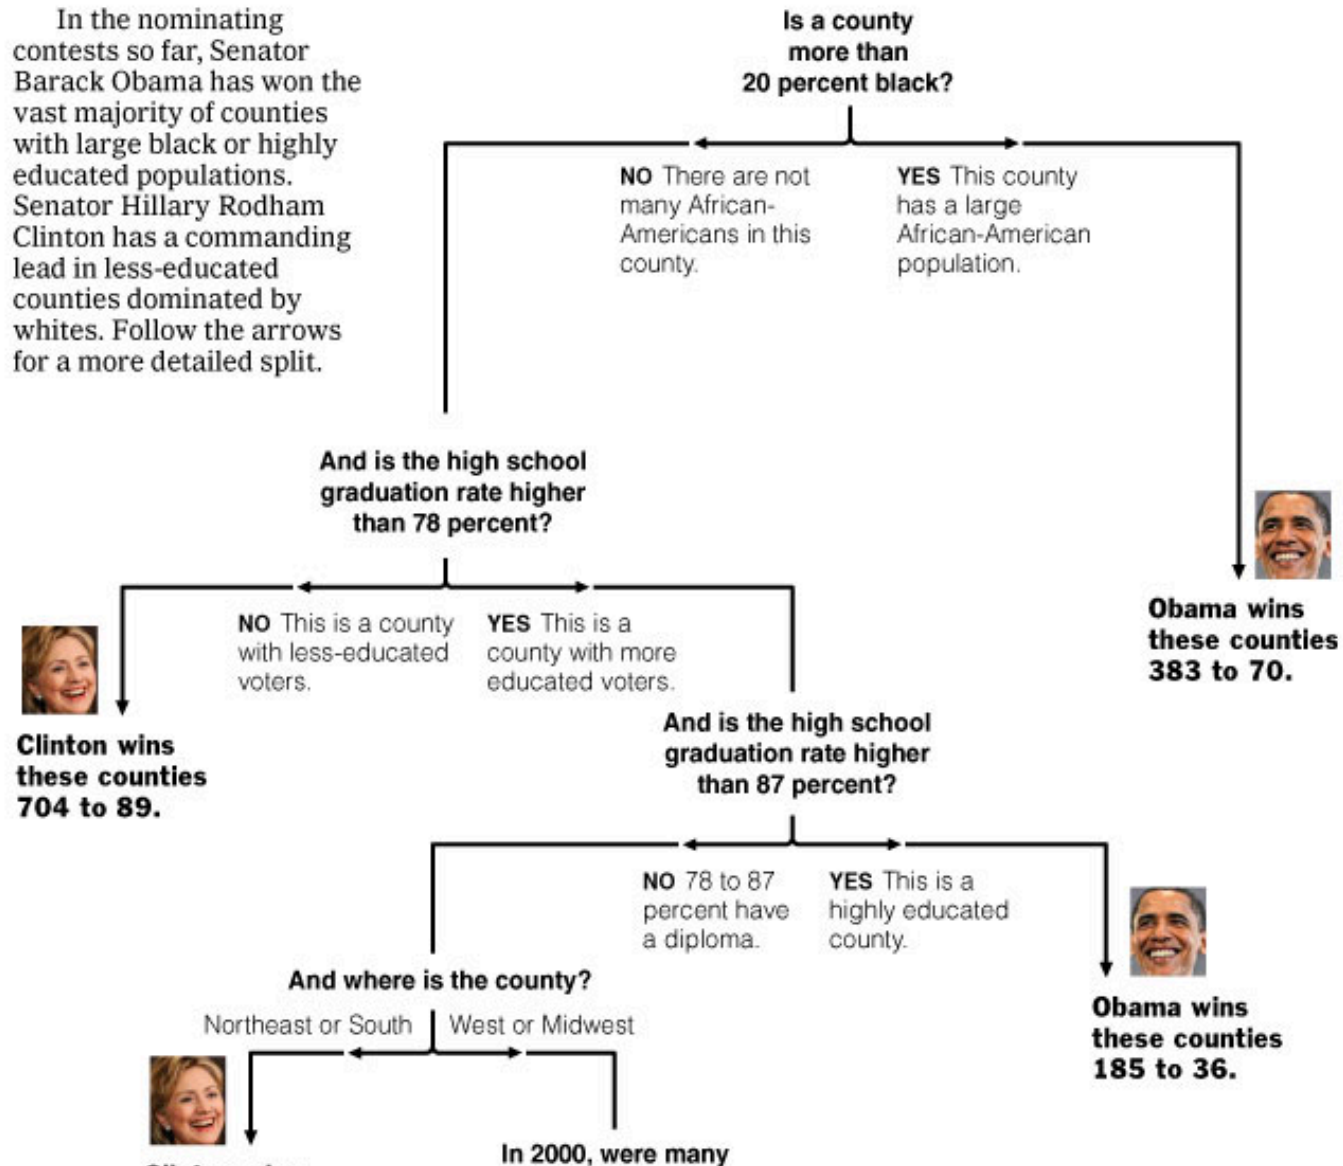 In the nominating
contests so far, Senator
Barack Obama has won the
vast majority of counties
with large black or highly
educated populations.
Senator Hillary Rodham
Clinton has a commanding
lead in less-educated
counties dominated by
whites. Follow the arrows
for a more detailed split.
Is a county
more than
20 percent black?
NO There are not
many African-
Americans in this
county.
YES This county
has a large
African-American
population.
And is the high school
graduation rate higher
than 78 percent?
Obama wins
these counties
383 to 70.
NO This is a county
with less-educated
voters.
YES This is a
county with more
educated voters.
Clinton wins
these counties
704 to 89.
And is the high school
graduation rate higher
than 87 percent?
NO 78 to 87
percent have
a diploma.
YES This is a
highly educated
county.
Obama wins
these counties
185 to 36.
And where is the county?
Northeast or South
West or Midwest
In 2000, were many